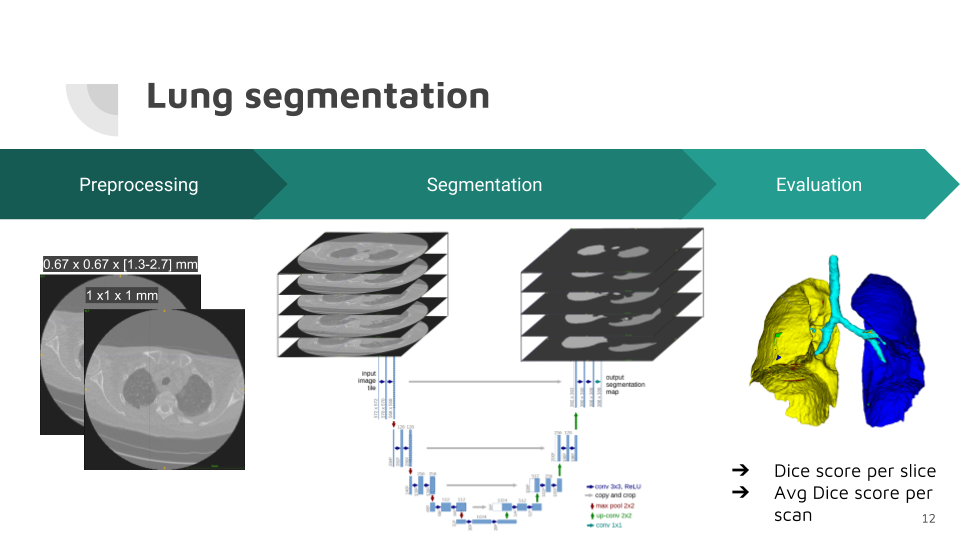 Lung segmentation
Preprocessing
Segmentation
Evaluation
0.67 x 0.67 x [1.3-2.7] mm
1 x1 x 1 mm
input
image
tile
output
segmentation
map
conv 3x3, ReLU
copy and crop
max pool 2x2
up-conv 2x2
conv 1x1
➔ Dice score per slice
➔ Avg Dice score per
scan
12